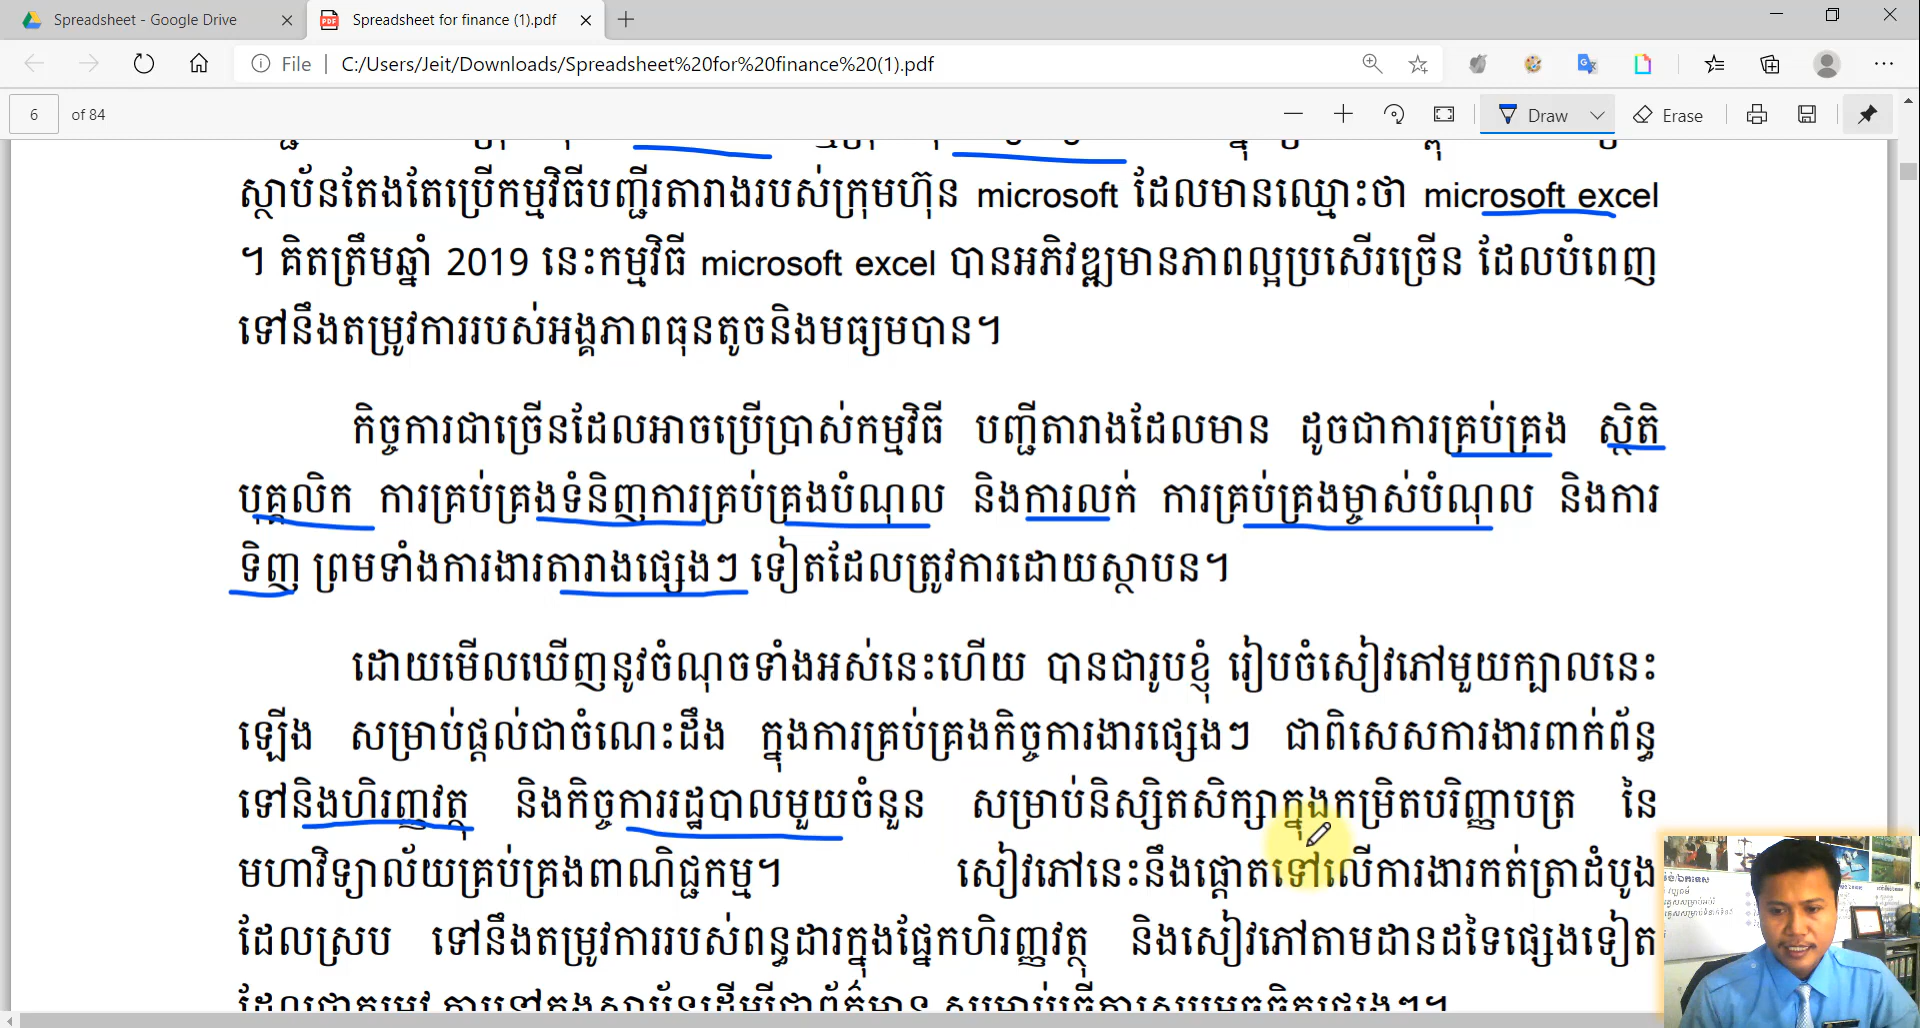 Spreadsheet - Google Drive
Spreadsheet for finance (1).pdf
File | C:/Users/Jeit/Downloads/Spreadsheet%20for%20finance%20(1).pdf
6 of 84
Draw
Erase
ស្ថាប័នតែងតែប្រើកម្មវិធីបញ្ជីរតារាងរបស់ក្រុមហ៊ុន microsoft ដែលមានឈ្មោះថា microsoft excel
។ គិតត្រឹមឆ្នាំ 2019 នេះកម្មវិធី microsoft excel បានអភិវឌ្ឍមានភាពល្អប្រសើរច្រើន ដែលបំពេញ
ទៅនឹងតម្រូវការរបស់អង្គភាពធុនតូចនិងមធ្យមបាន។
កិច្ចការជាច្រើនដែលអាចប្រើប្រាស់កម្មវិធី បញ្ជីតារាងដែលមាន ដូចជាការគ្រប់គ្រង ស្ថិតិ
បុគ្គលិក ការគ្រប់គ្រងទំនិញការគ្រប់គ្រងបំណុល និងការលក់ ការគ្រប់គ្រងម្ចាស់បំណុល និងការ
ទិញ ព្រមទាំងការងារតារាងផ្សេងៗ ទៀតដែលត្រូវការដោយស្ថាបន។
ដោយមើលឃើញនូវចំណុចទាំងអស់នេះហើយ បានជារូបខ្ញុំ រៀបចំសៀវភៅមួយក្បាលនេះ
ឡើង សម្រាប់ផ្តល់ជាចំណេះដឹង ក្នុងការគ្រប់គ្រងកិច្ចការងារផ្សេងៗ ជាពិសេសការងារពាក់ព័ន្ធ
ទៅនិងហិរញ្ញវត្ថុ និងកិច្ចការរដ្ឋបាលមួយចំនួន សម្រាប់និស្សិតសិក្សាក្នុងកម្រិតបរិញ្ញាបត្រ នៃ
មហាវិទ្យាល័យគ្រប់គ្រងពាណិជ្ជកម្ម។ សៀវភៅនេះនឹងផ្តោតទៅលើការងារកត់ត្រាដំបូង
ដែលស្រប ទៅនឹងតម្រូវការរបស់ពន្ធដារក្នុងផ្នែកហិរញ្ញវត្ថុ និងសៀវភៅតាមដានដទៃផ្សេងទៀត